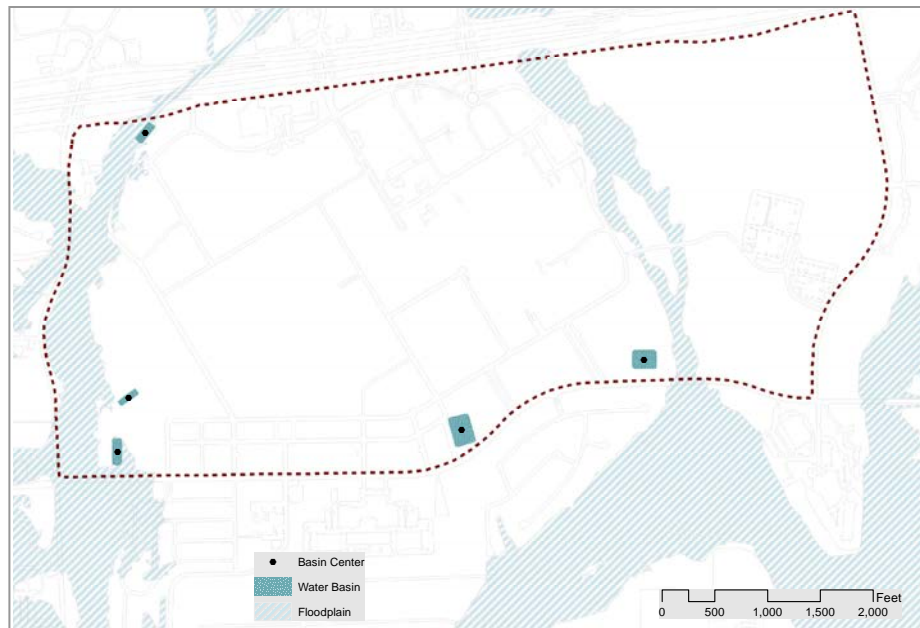 Basin Center
Water Basin
Floodplain
Feet
0 500 1,000 1,500 2,000